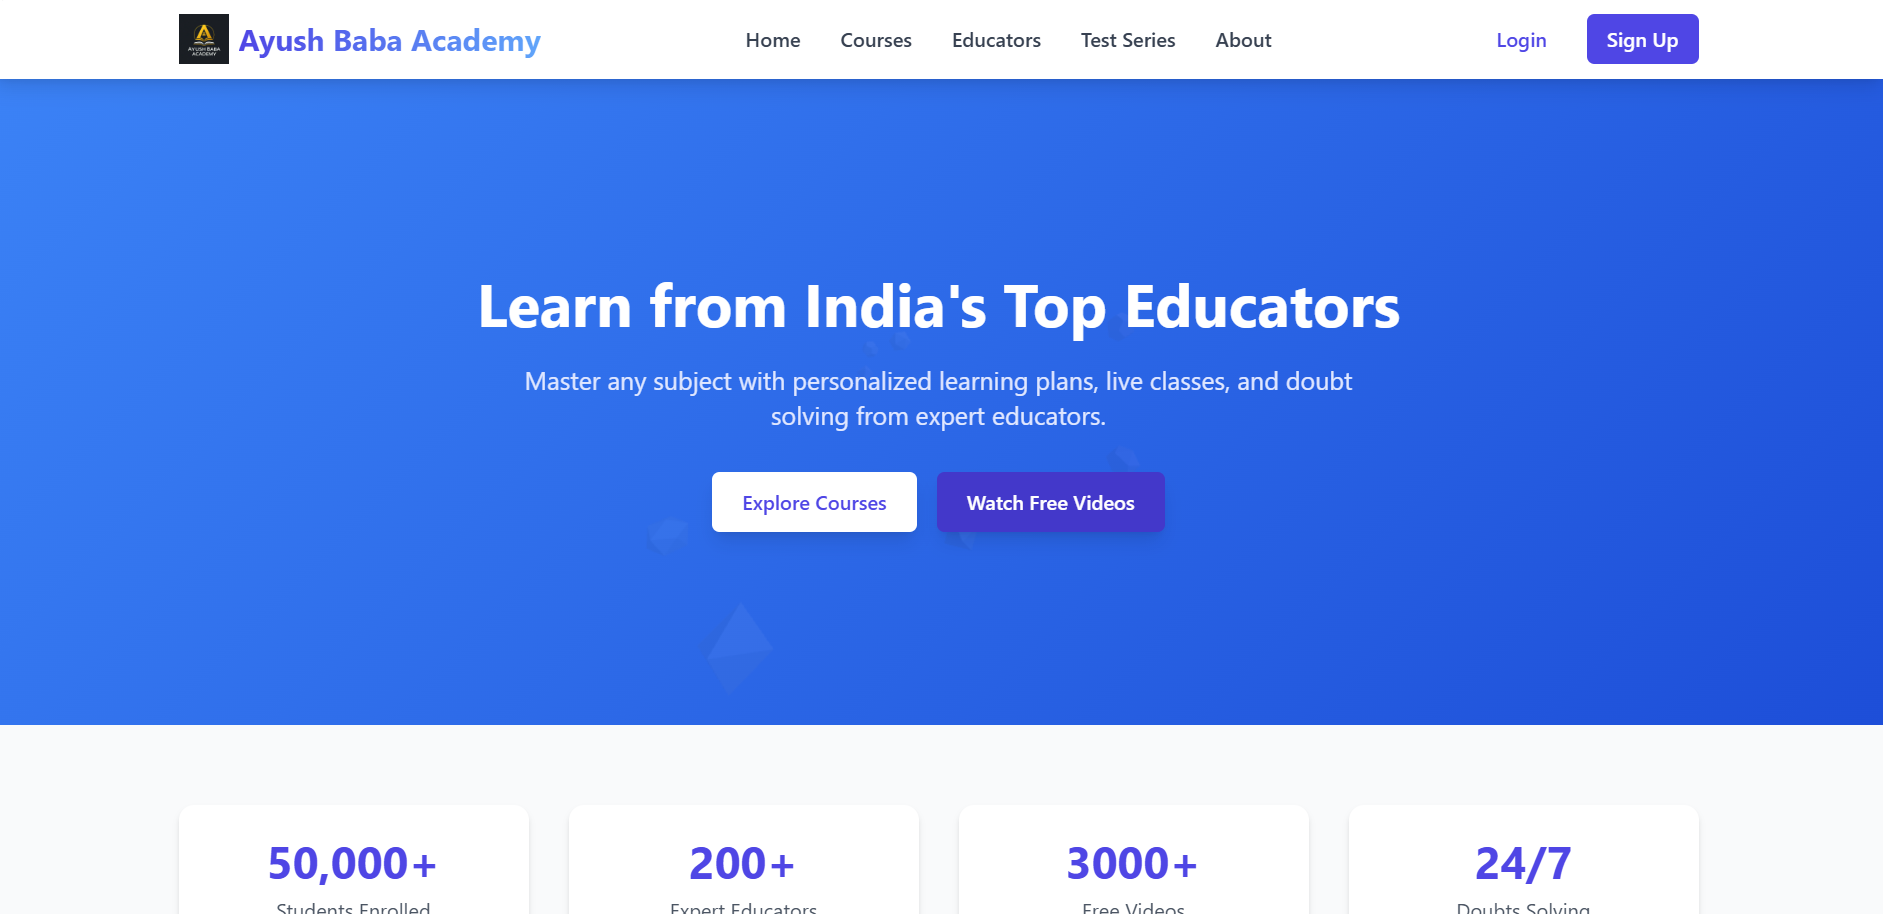 AYUSH BABA
ACADEMY
Ayush Baba Academy
Home
Courses
Educators
Test Series
About
Login
Sign Up
Learn from India's Top Educators
Master any subject with personalized learning plans, live classes, and doubt
solving from expert educators.
Explore Courses
Watch Free Videos
50,000+
Students Enrolled
200+
Expert Educators
3000+
Free Videos
24/7
Doubts Solving